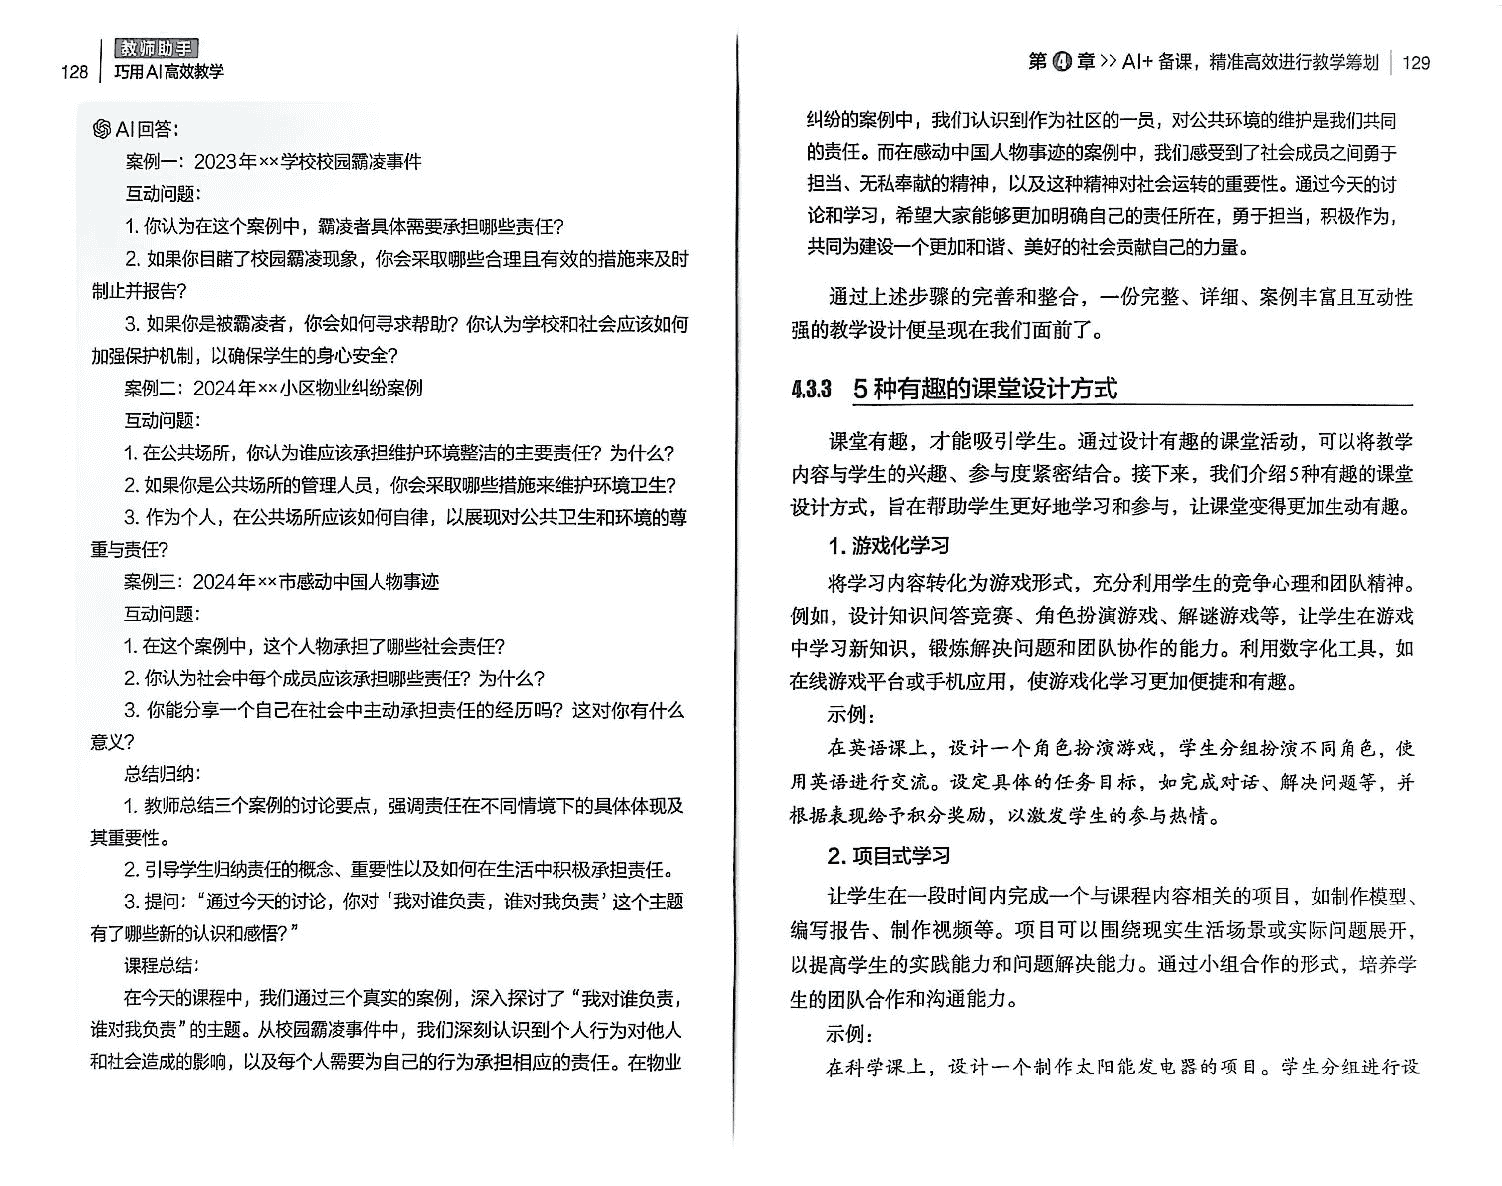 128
教师助手
巧用AI高效教学
AI回答：
案例一：2023年××学校校园霸凌事件
互动问题：
1. 你认为在这个案例中，霸凌者具体需要承担哪些责任？
2. 如果你目睹了校园霸凌现象，你会采取哪些合理且有效的措施来及时
制止并报告？
3. 如果你是被霸凌者，你会如何寻求帮助？你认为学校和社会应该如何
加强保护机制，以确保学生的身心安全？
案例二：2024年××小区物业纠纷案例
互动问题：
1. 在公共场所，你认为谁应该承担维护环境整洁的主要责任？为什么？
2. 如果你是公共场所的管理人员，你会采取哪些措施来维护环境卫生？
3. 作为个人，在公共场所应该如何自律，以展现对公共卫生和环境的尊
重与责任？
案例三：2024年××市感动中国人物事迹
互动问题：
1. 在这个案例中，这个人物承担了哪些社会责任？
2. 你认为社会中每个成员应该承担哪些责任？为什么？
3. 你能分享一个自己在社会中主动承担责任的经历吗？这对你有什么
意义？
总结归纳：
1. 教师总结三个案例的讨论要点，强调责任在不同情境下的具体体现及
其重要性。
2. 引导学生归纳责任的概念、重要性以及如何在生活中积极承担责任。
3. 提问：“通过今天的讨论，你对‘我对谁负责，谁对我负责’这个主题
有了哪些新的认识和感悟？”
课程总结：
在今天的课程中，我们通过三个真实的案例，深入探讨了“我对谁负责，
谁对我负责”的主题。从校园霸凌事件中，我们深刻认识到个人行为对他人
和社会造成的影响，以及每个人需要为自己的行为承担相应的责任。在物业
第4章>>AI+备课，精准高效进行教学筹划 129
纠纷的案例中，我们认识到作为社区的一员，对公共环境的维护是我们共同
的责任。而在感动中国人物事迹的案例中，我们感受到了社会成员之间勇于
担当、无私奉献的精神，以及这种精神对社会运转的重要性。通过今天的讨
论和学习，希望大家能够更加明确自己的责任所在，勇于担当，积极作为，
共同为建设一个更加和谐、美好的社会贡献自己的力量。
通过上述步骤的完善和整合，一份完整、详细、案例丰富且互动性
强的教学设计便呈现在我们面前了。
4.3.3 5种有趣的课堂设计方式
课堂有趣，才能吸引学生。通过设计有趣的课堂活动，可以将教学
内容与学生的兴趣、参与度紧密结合。接下来，我们介绍5种有趣的课堂
设计方式，旨在帮助学生更好地学习和参与，让课堂变得更加生动有趣。
1. 游戏化学习
将学习内容转化为游戏形式，充分利用学生的竞争心理和团队精神。
例如，设计知识问答竞赛、角色扮演游戏、解谜游戏等，让学生在游戏
中学习新知识，锻炼解决问题和团队协作的能力。利用数字化工具，如
在线游戏平台或手机应用，使游戏化学习更加便捷和有趣。
示例：
在英语课上，设计一个角色扮演游戏，学生分组扮演不同角色，使
用英语进行交流。设定具体的任务目标，如完成对话、解决问题等，并
根据表现给予积分奖励，以激发学生的参与热情。
2. 项目式学习
让学生在一段时间内完成一个与课程内容相关的项目，如制作模型、
编写报告、制作视频等。项目可以围绕现实生活场景或实际问题展开，
以提高学生的实践能力和问题解决能力。通过小组合作的形式，培养学
生的团队合作和沟通能力。
示例：
在科学课上，设计一个制作太阳能发电器的项目。学生分组进行设